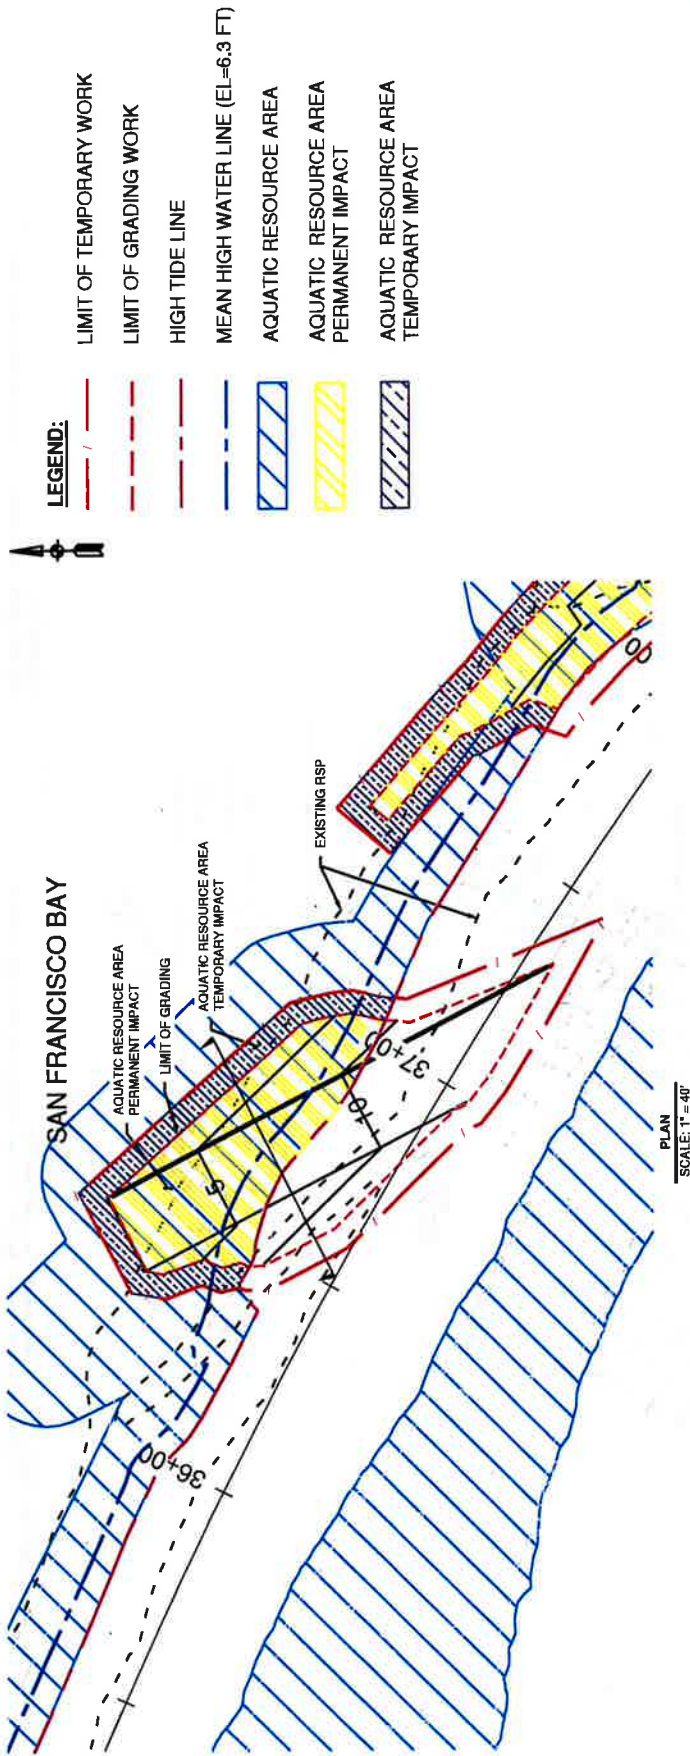 LEGEND:
LIMIT OF TEMPORARY WORK
LIMIT OF GRADING WORK
HIGH TIDE LINE
MEAN HIGH WATER LINE (EL=6.3 FT)
AQUATIC RESOURCE AREA
AQUATIC RESOURCE AREA
PERMANENT IMPACT
AQUATIC RESOURCE AREA
TEMPORARY IMPACT
SAN FRANCISCO BAY
AQUATIC RESOURCE AREA
PERMANENT IMPACT
LIMIT OF GRADING
AQUATIC RESOURCE AREA
TEMPORARY IMPACT
EXISTING RSP
5
10
36+00
37+00
00
PLAN
SCALE: 1" = 40'